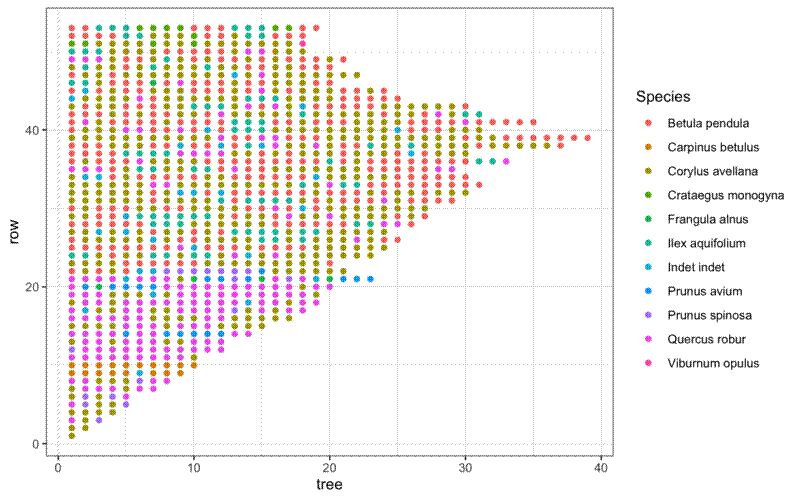 Species
Betula pendula
Carpinus betulus
Corylus avellana
Crataegus monogyna
Frangula alnus
Ilex aquifolium
Indet indet
Prunus avium
Prunus spinosa
Quercus robur
Viburnum opulus
row
40
20
0
0 10 20 30 40
tree